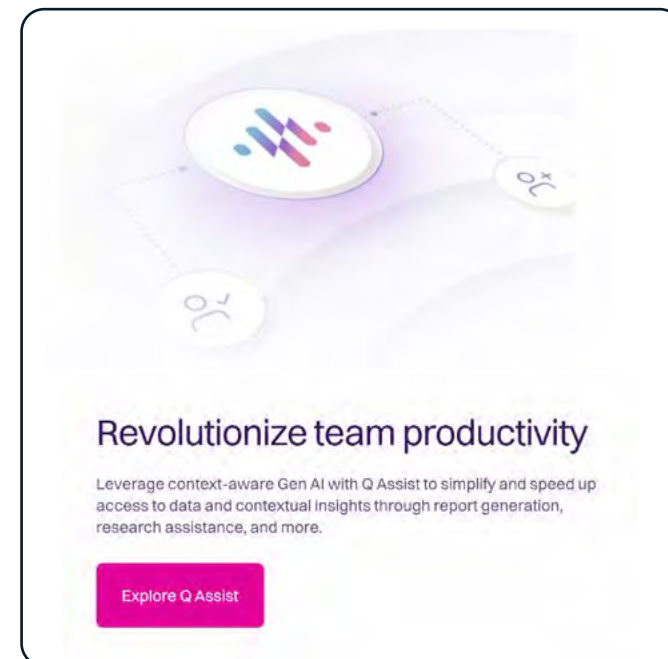 Revolutionize team productivity
Leverage context-aware Gen AI with Q Assist to simplify and speed up
access to data and contextual insights through report generation,
research assistance, and more.
Explore Q Assist